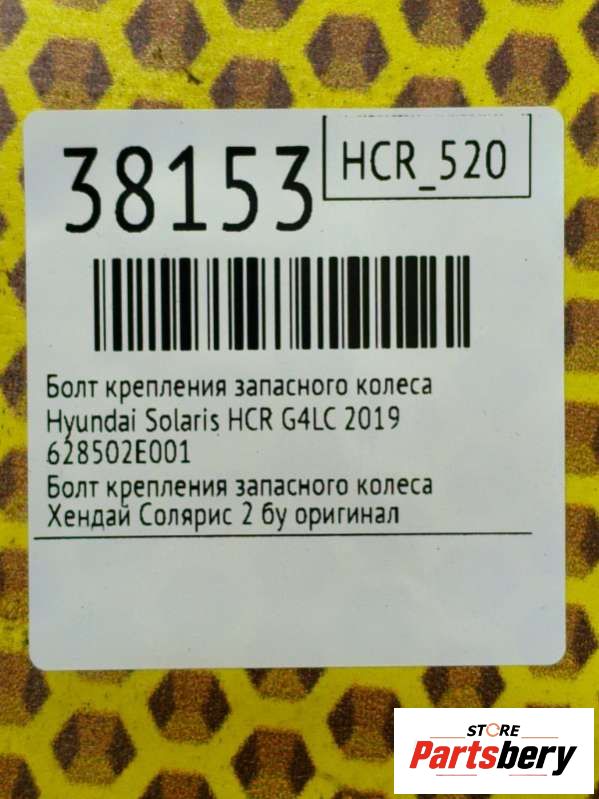 38153
HCR_520
Болт крепления запасного колеса
Hyundai Solaris HCR G4LC 2019
628502E001
Болт крепления запасного колеса
Хендай Солярис 2 бу оригинал
STORE
Partsbery